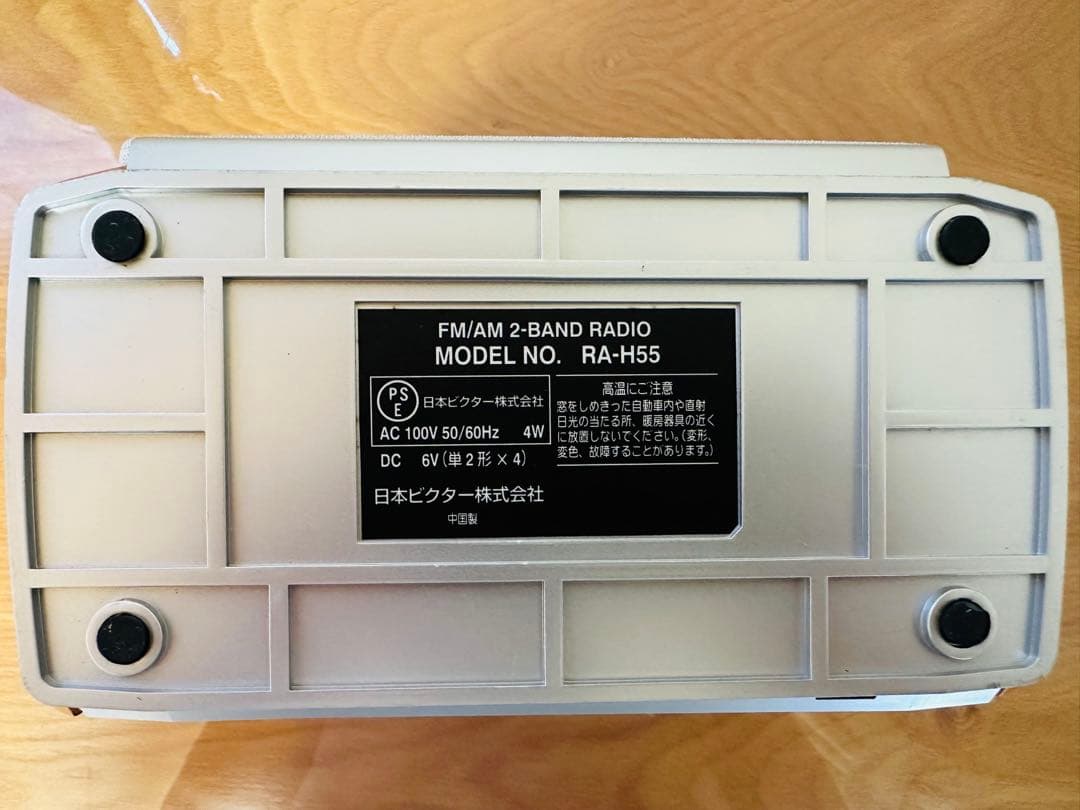 FM/AM 2-BAND RADIO
MODEL NO. RA-H55
PSE 日本ビクター株式会社
AC 100V 50/60Hz 4W
DC 6V(単2形×4)
日本ビクター株式会社
中国製
高温にご注意
窓をしめきった自動車内や直射
日光の当たる所、暖房器具の近く
に放置しないでください。(変形、
変色、故障することがあります。)